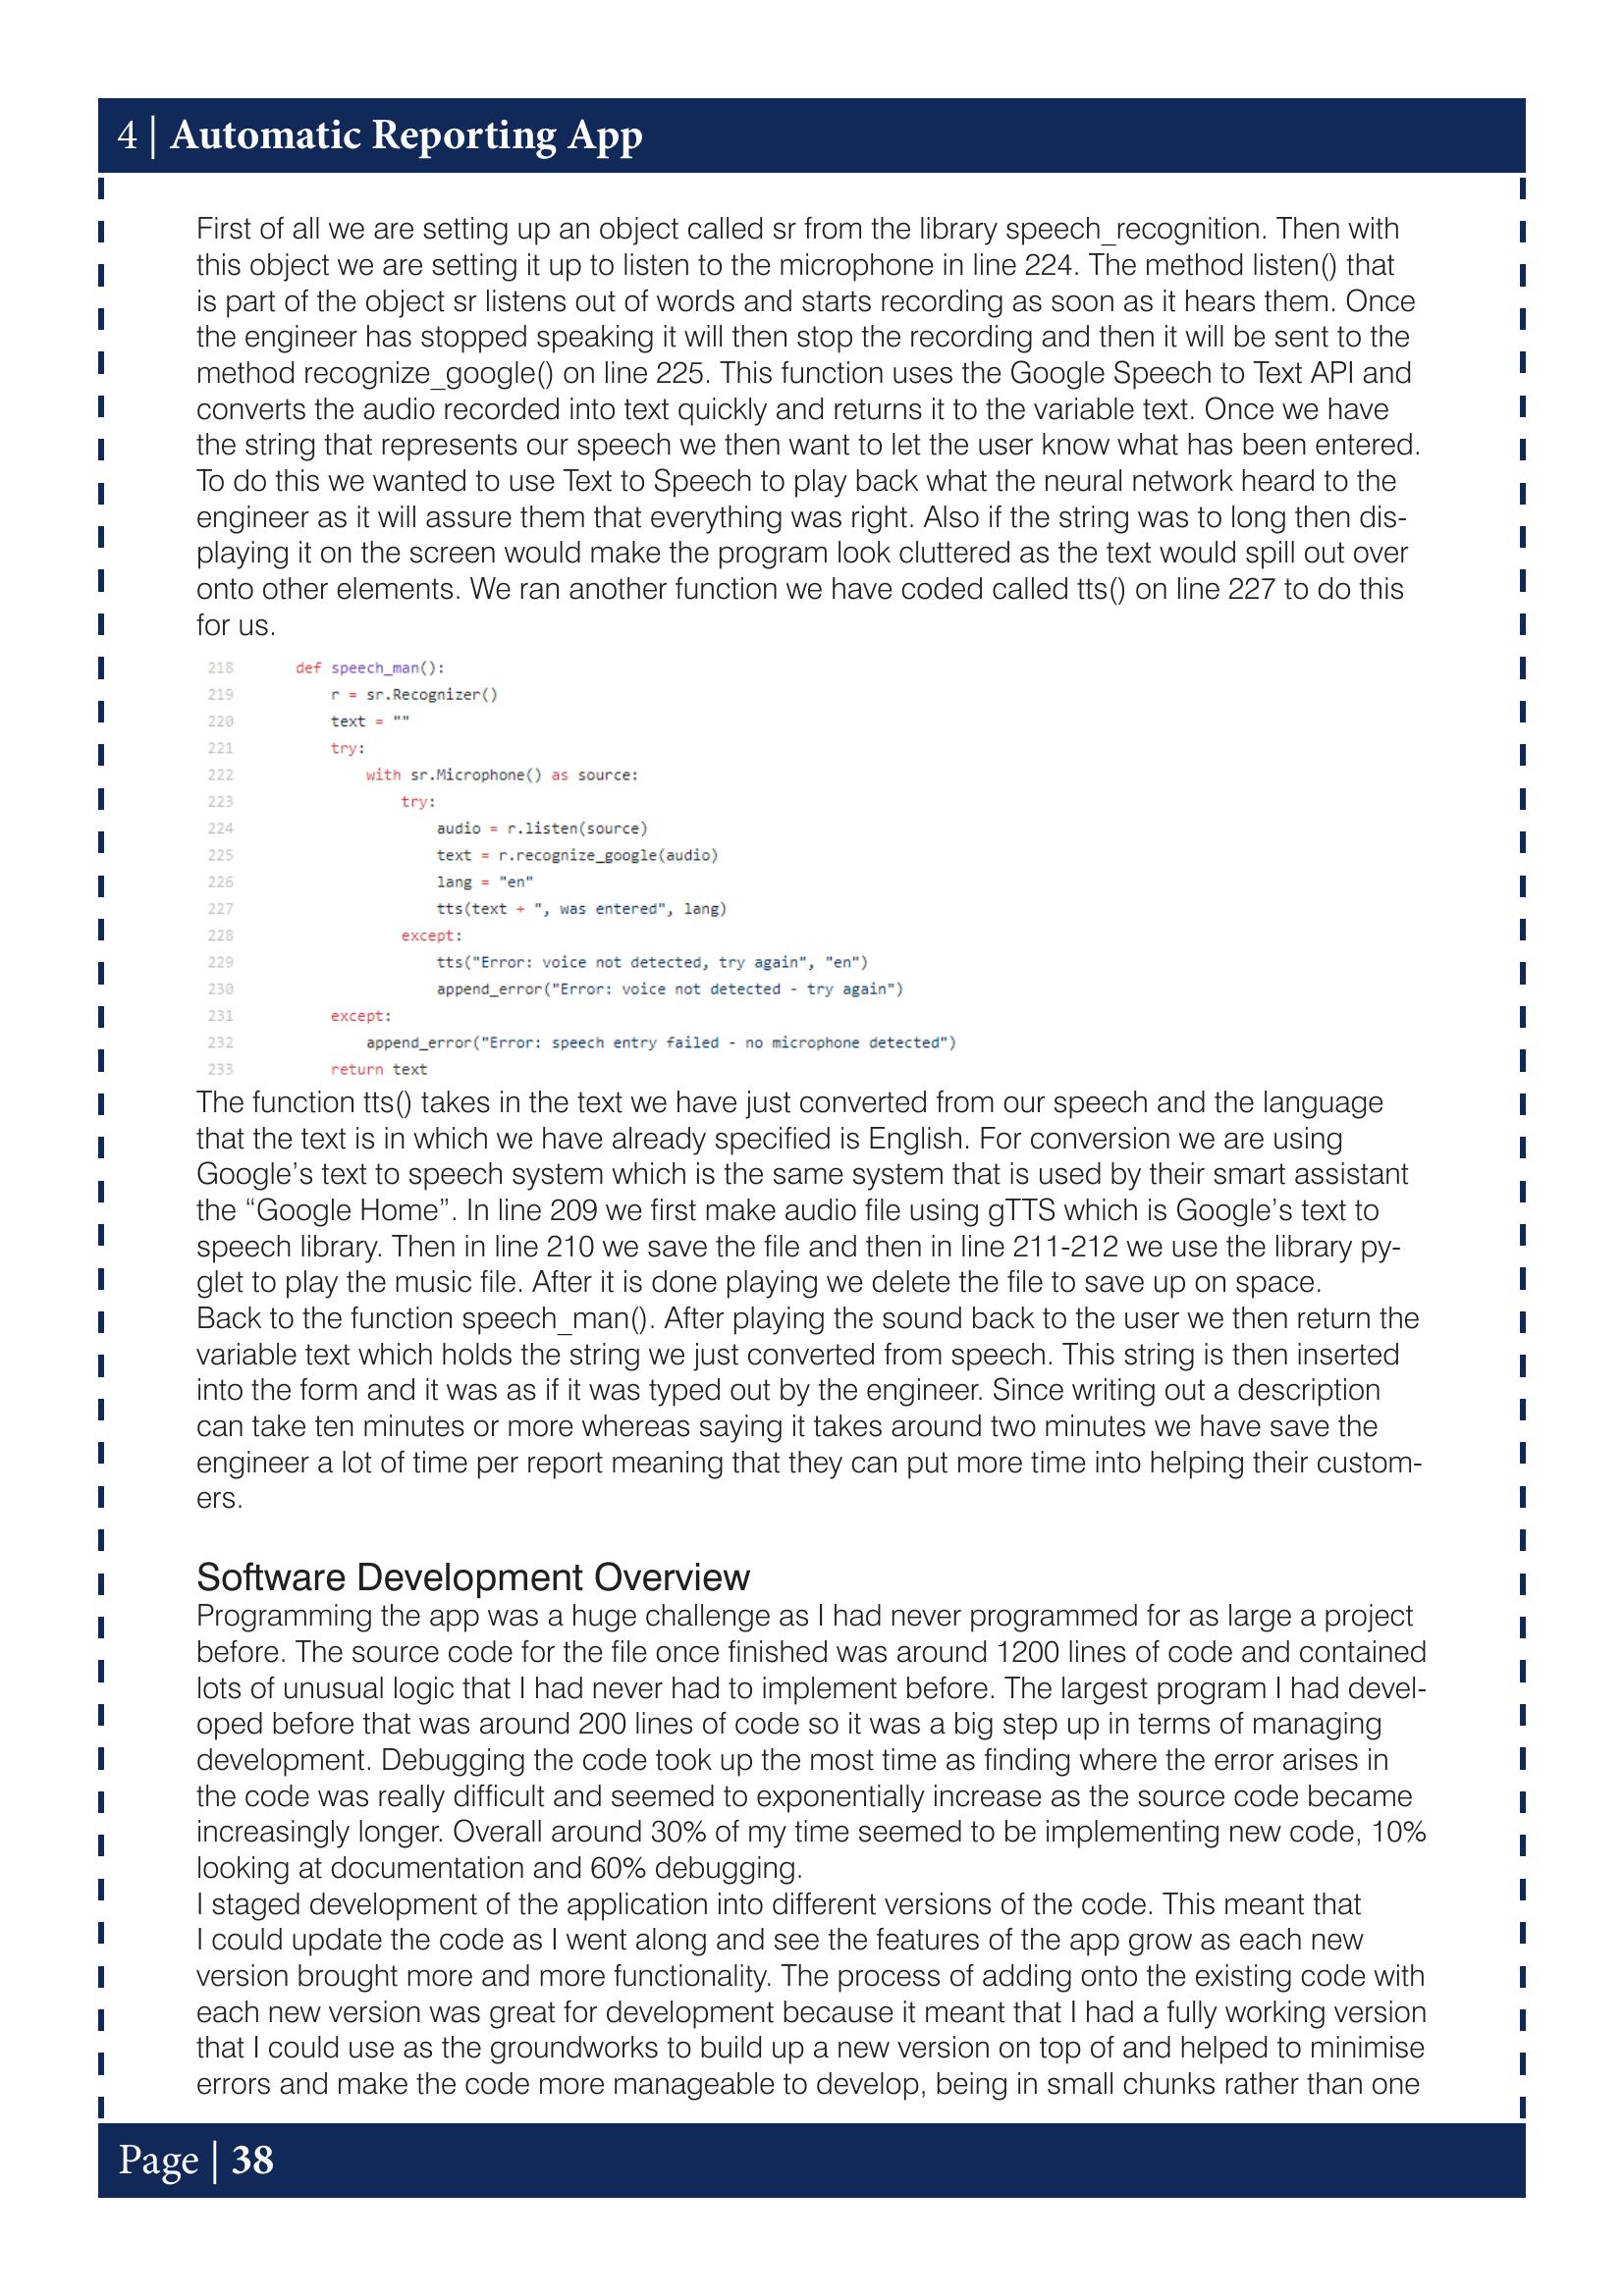 4 | Automatic Reporting App
First of all we are setting up an object called sr from the library speech_recognition. Then with
this object we are setting it up to listen to the microphone in line 224. The method listen() that
is part of the object sr listens out of words and starts recording as soon as it hears them. Once
the engineer has stopped speaking it will then stop the recording and then it will be sent to the
method recognize_google() on line 225. This function uses the Google Speech to Text API and
converts the audio recorded into text quickly and returns it to the variable text. Once we have
the string that represents our speech we then want to let the user know what has been entered.
To do this we wanted to use Text to Speech to play back what the neural network heard to the
engineer as it will assure them that everything was right. Also if the string was to long then dis-
playing it on the screen would make the program look cluttered as the text would spill out over
onto other elements. We ran another function we have coded called tts() on line 227 to do this
for us.
218 def speech_man():
219 r = sr.Recognizer()
220 text = ""
221 try:
222 with sr.Microphone() as source:
223 try:
224 audio = r.listen(source)
225 text = r.recognize_google(audio)
226 lang = "en"
227 tts(text + ", was entered", lang)
228 except:
229 tts("Error: voice not detected, try again", "en")
230 append_error("Error: voice not detected - try again")
231 except:
232 append_error("Error: speech entry failed - no microphone detected")
233 return text
The function tts() takes in the text we have just converted from our speech and the language
that the text is in which we have already specified is English. For conversion we are using
Google’s text to speech system which is the same system that is used by their smart assistant
the “Google Home”. In line 209 we first make audio file using gTTS which is Google’s text to
speech library. Then in line 210 we save the file and then in line 211-212 we use the library py-
glet to play the music file. After it is done playing we delete the file to save up on space.
Back to the function speech_man(). After playing the sound back to the user we then return the
variable text which holds the string we just converted from speech. This string is then inserted
into the form and it was as if it was typed out by the engineer. Since writing out a description
can take ten minutes or more whereas saying it takes around two minutes we have save the
engineer a lot of time per report meaning that they can put more time into helping their custom-
ers.
Software Development Overview
Programming the app was a huge challenge as I had never programmed for as large a project
before. The source code for the file once finished was around 1200 lines of code and contained
lots of unusual logic that I had never had to implement before. The largest program I had devel-
oped before that was around 200 lines of code so it was a big step up in terms of managing
development. Debugging the code took up the most time as finding where the error arises in
the code was really difficult and seemed to exponentially increase as the source code became
increasingly longer. Overall around 30% of my time seemed to be implementing new code, 10%
looking at documentation and 60% debugging.
I staged development of the application into different versions of the code. This meant that
I could update the code as I went along and see the features of the app grow as each new
version brought more and more functionality. The process of adding onto the existing code with
each new version was great for development because it meant that I had a fully working version
that I could use as the groundworks to build up a new version on top of and helped to minimise
errors and make the code more manageable to develop, being in small chunks rather than one
Page | 38